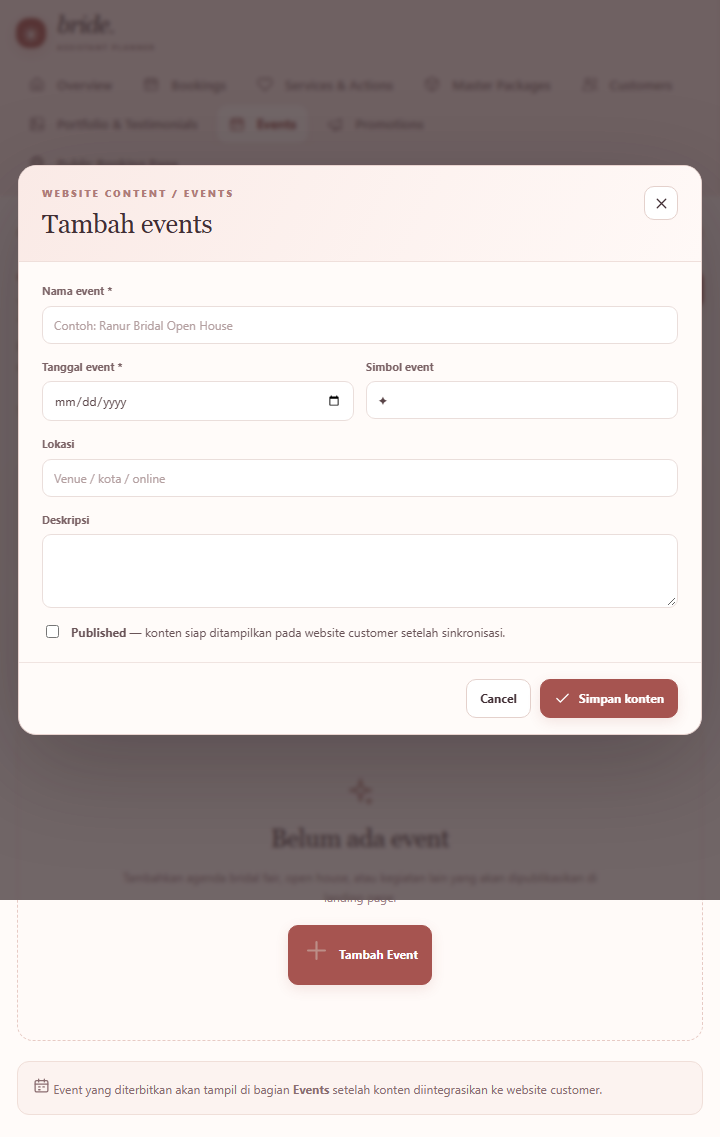 bride.
Overview
Bookings
Services & Actions
Master Packages
Customers
Portfolio & Testimonials
Events
Promotions
WEBSITE CONTENT / EVENTS
Tambah events
Nama event *
Contoh: Ranur Bridal Open House
Tanggal event *
Simbol event
mm/dd/yyyy
✦
Lokasi
Venue / kota / online
Deskripsi
Published — konten siap ditampilkan pada website customer setelah sinkronisasi.
Cancel
Simpan konten
Belum ada event
Tambahkan agenda bridal fair, open house, atau kegiatan lain yang akan dipublikasikan di
landing page.
Tambah Event
Event yang diterbitkan akan tampil di bagian Events setelah konten diintegrasikan ke website customer.